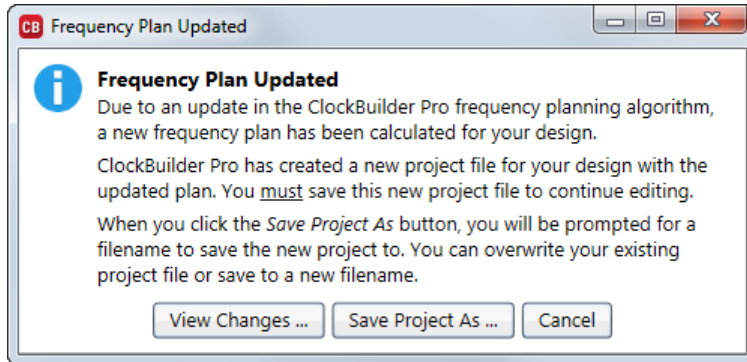 CB Frequency Plan Updated
Frequency Plan Updated
Due to an update in the ClockBuilder Pro frequency planning algorithm,
a new frequency plan has been calculated for your design.
ClockBuilder Pro has created a new project file for your design with the
updated plan. You must save this new project file to continue editing.
When you click the Save Project As button, you will be prompted for a
filename to save the new project to. You can overwrite your existing
project file or save to a new filename.
View Changes ... Save Project As ... Cancel